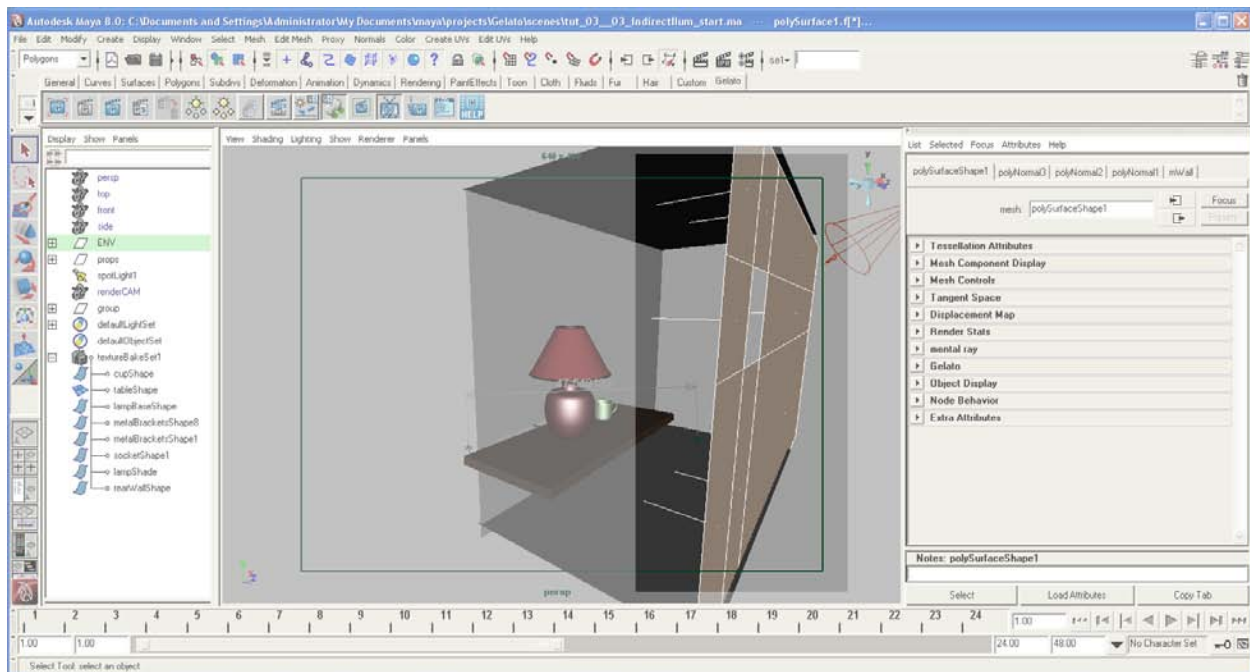 Autodesk Maya 8.0: C:\Documents and Settings\Administrator\My Documents\maya\projects\Gelato\scenes\tut_03__03_IndirectIllum_start.ma --- polySurface1.f[*]...
File Edit Modify Create Display Window Select Mesh Edit Mesh Proxy Normals Color Create UVs Edit UVs Help
Polygons
sel-
General Curves Surfaces Polygons Subdivs Deformation Animation Dynamics Rendering PaintEffects Toon Cloth Fluids Fur Hair Custom Gelato
HELP
Display Show Panels
persp
top
front
side
ENV
props
spotLight1
renderCAM
group
defaultLightSet
defaultObjectSet
textureBakeSet1
cupShape
tableShape
lampBaseShape
metalBracketsShape8
metalBracketsShape1
socketShape1
lampShade
rearWallShape
View Shading Lighting Show Renderer Panels
persp
List Selected Focus Attributes Help
polySurfaceShape1 polyNormal3 polyNormal2 polyNormal1 mWall
mesh: polySurfaceShape1
Focus
Presets
Tessellation Attributes
Mesh Component Display
Mesh Controls
Tangent Space
Displacement Map
Render Stats
mental ray
Gelato
Object Display
Node Behavior
Extra Attributes
Notes: polySurfaceShape1
Select Load Attributes Copy Tab
1 2 3 4 5 6 7 8 9 10 11 12 13 14 15 16 17 18 19 20 21 22 23 24
1.00
1.00 1.00 24.00 48.00 No Character Set
Select Tool: select an object